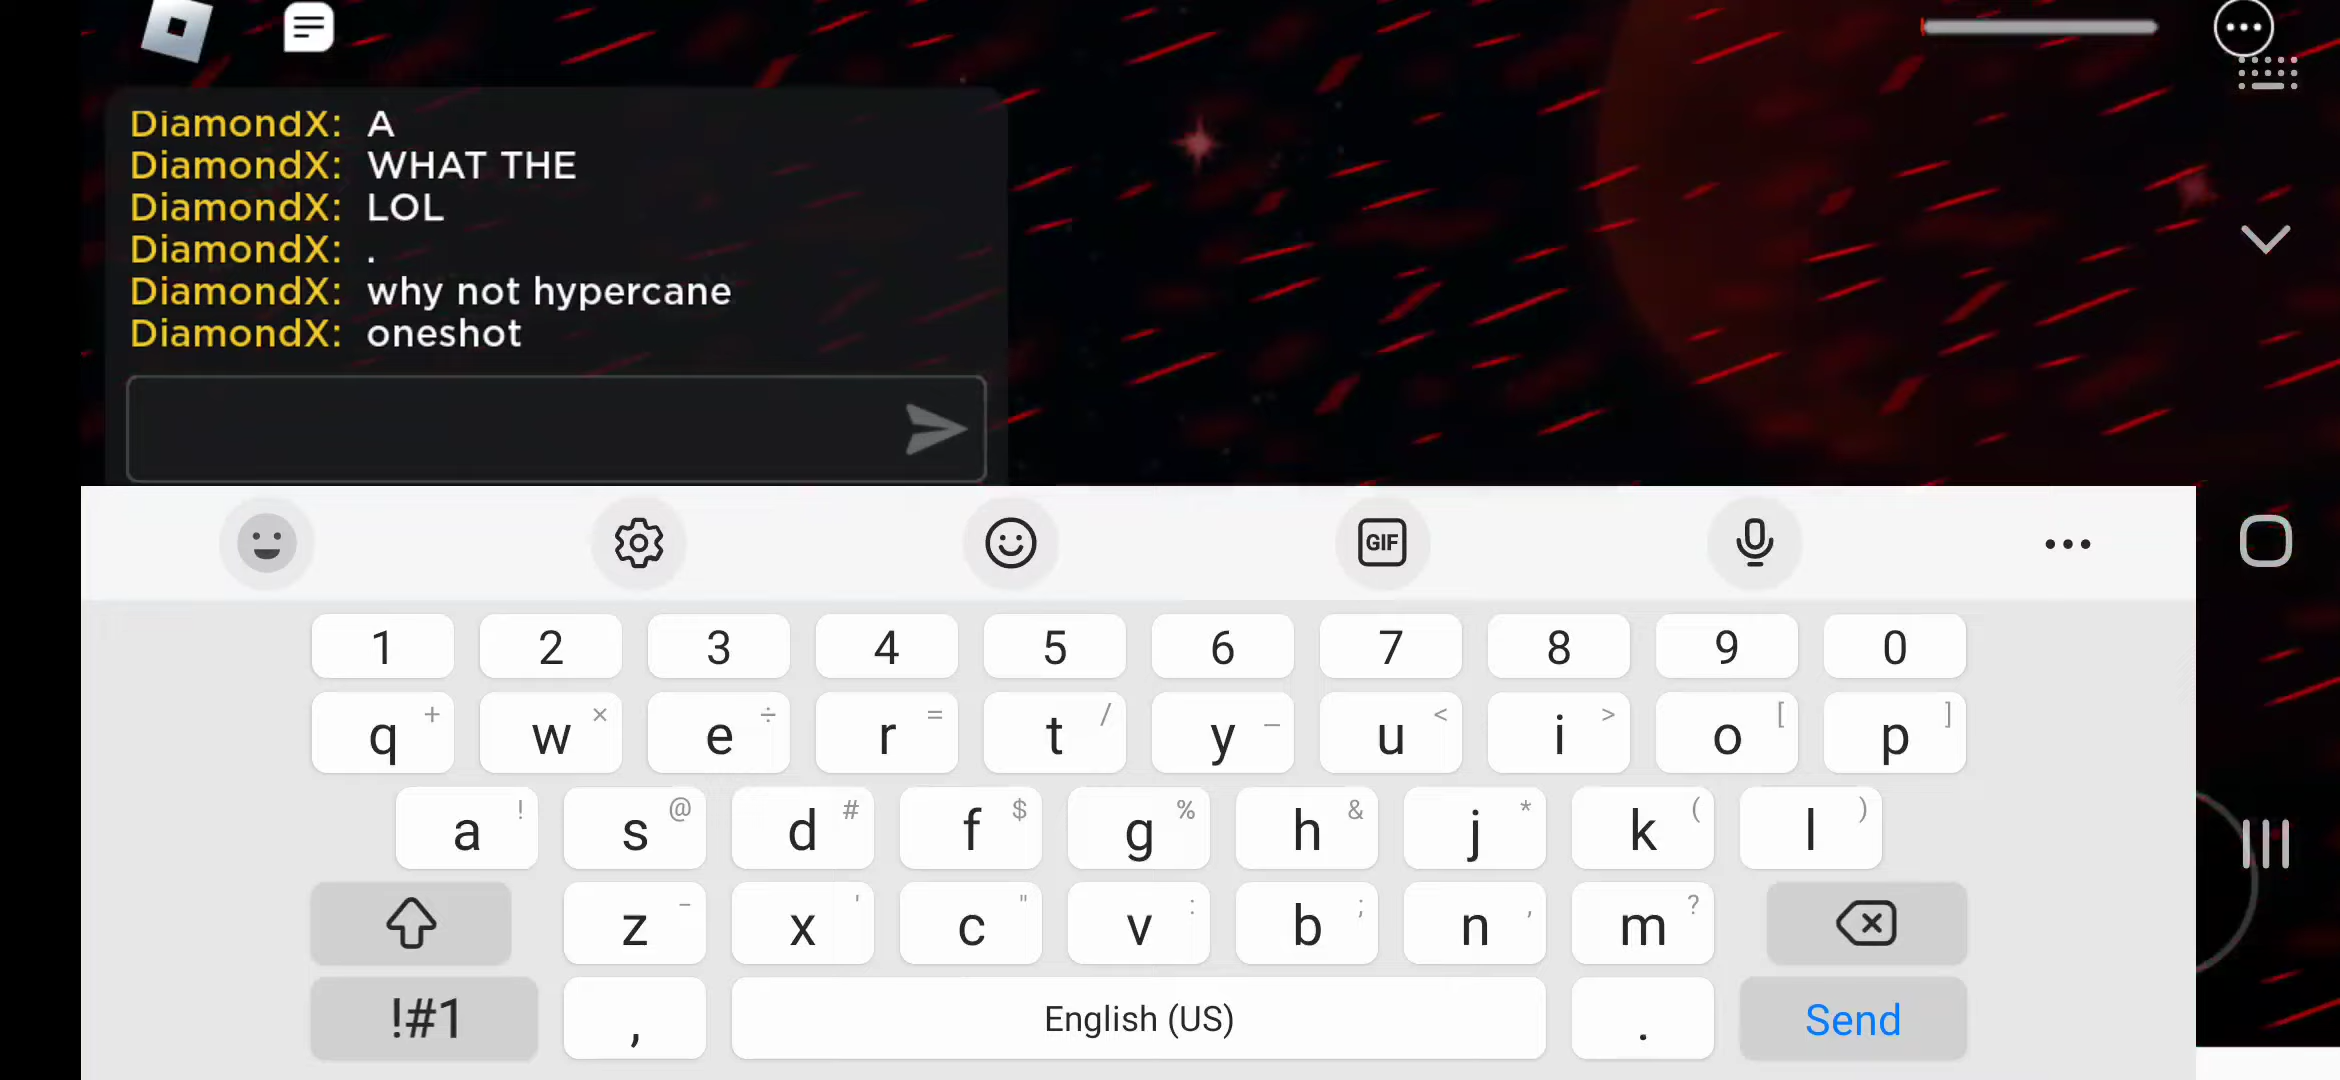 DiamondX: A
DiamondX: WHAT THE
DiamondX: LOL
DiamondX: .
DiamondX: why not hypercane
DiamondX: oneshot
GIF
1 2 3 4 5 6 7 8 9 0
q + w × e ÷ r = t / y _ u < i > o [ p ]
a ! s @ d # f $ g % h & j * k ( l )
z - x ' c " v : b ; n , m ?
!#1 , English (US) . Send